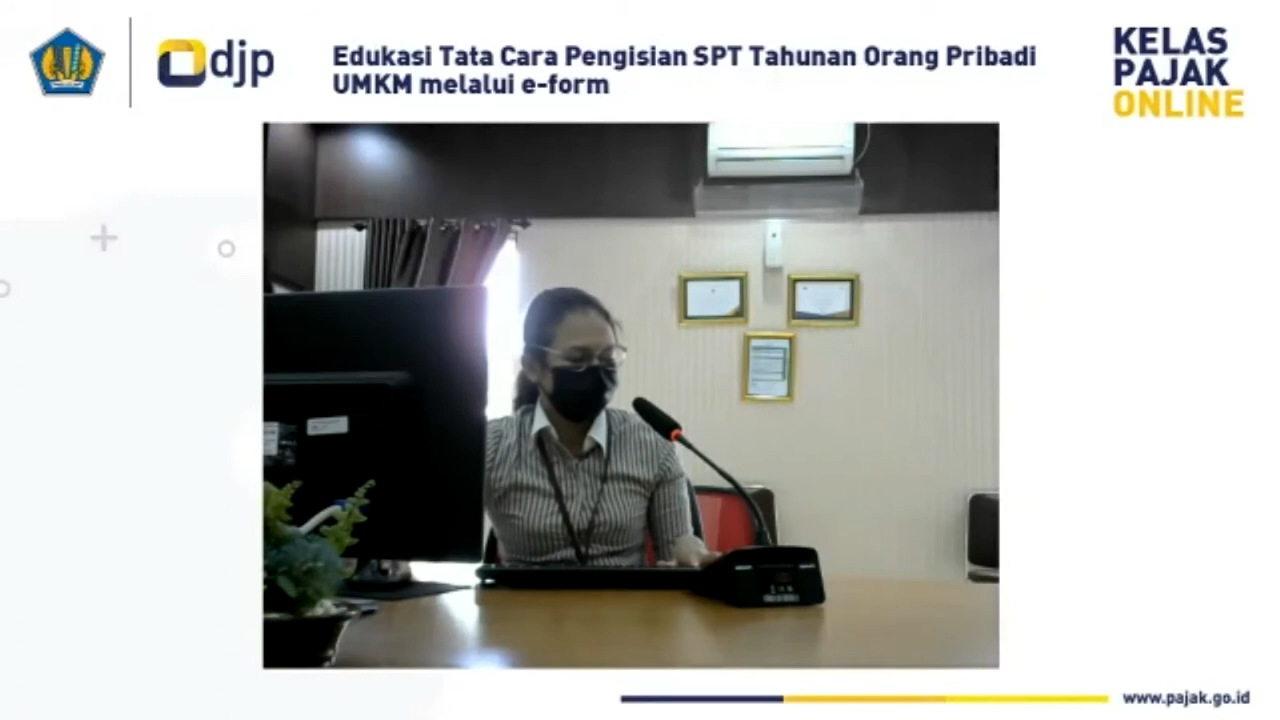 djp
Edukasi Tata Cara Pengisian SPT Tahunan Orang Pribadi
UMKM melalui e-form
KELAS
PAJAK
ONLINE
www.pajak.go.id